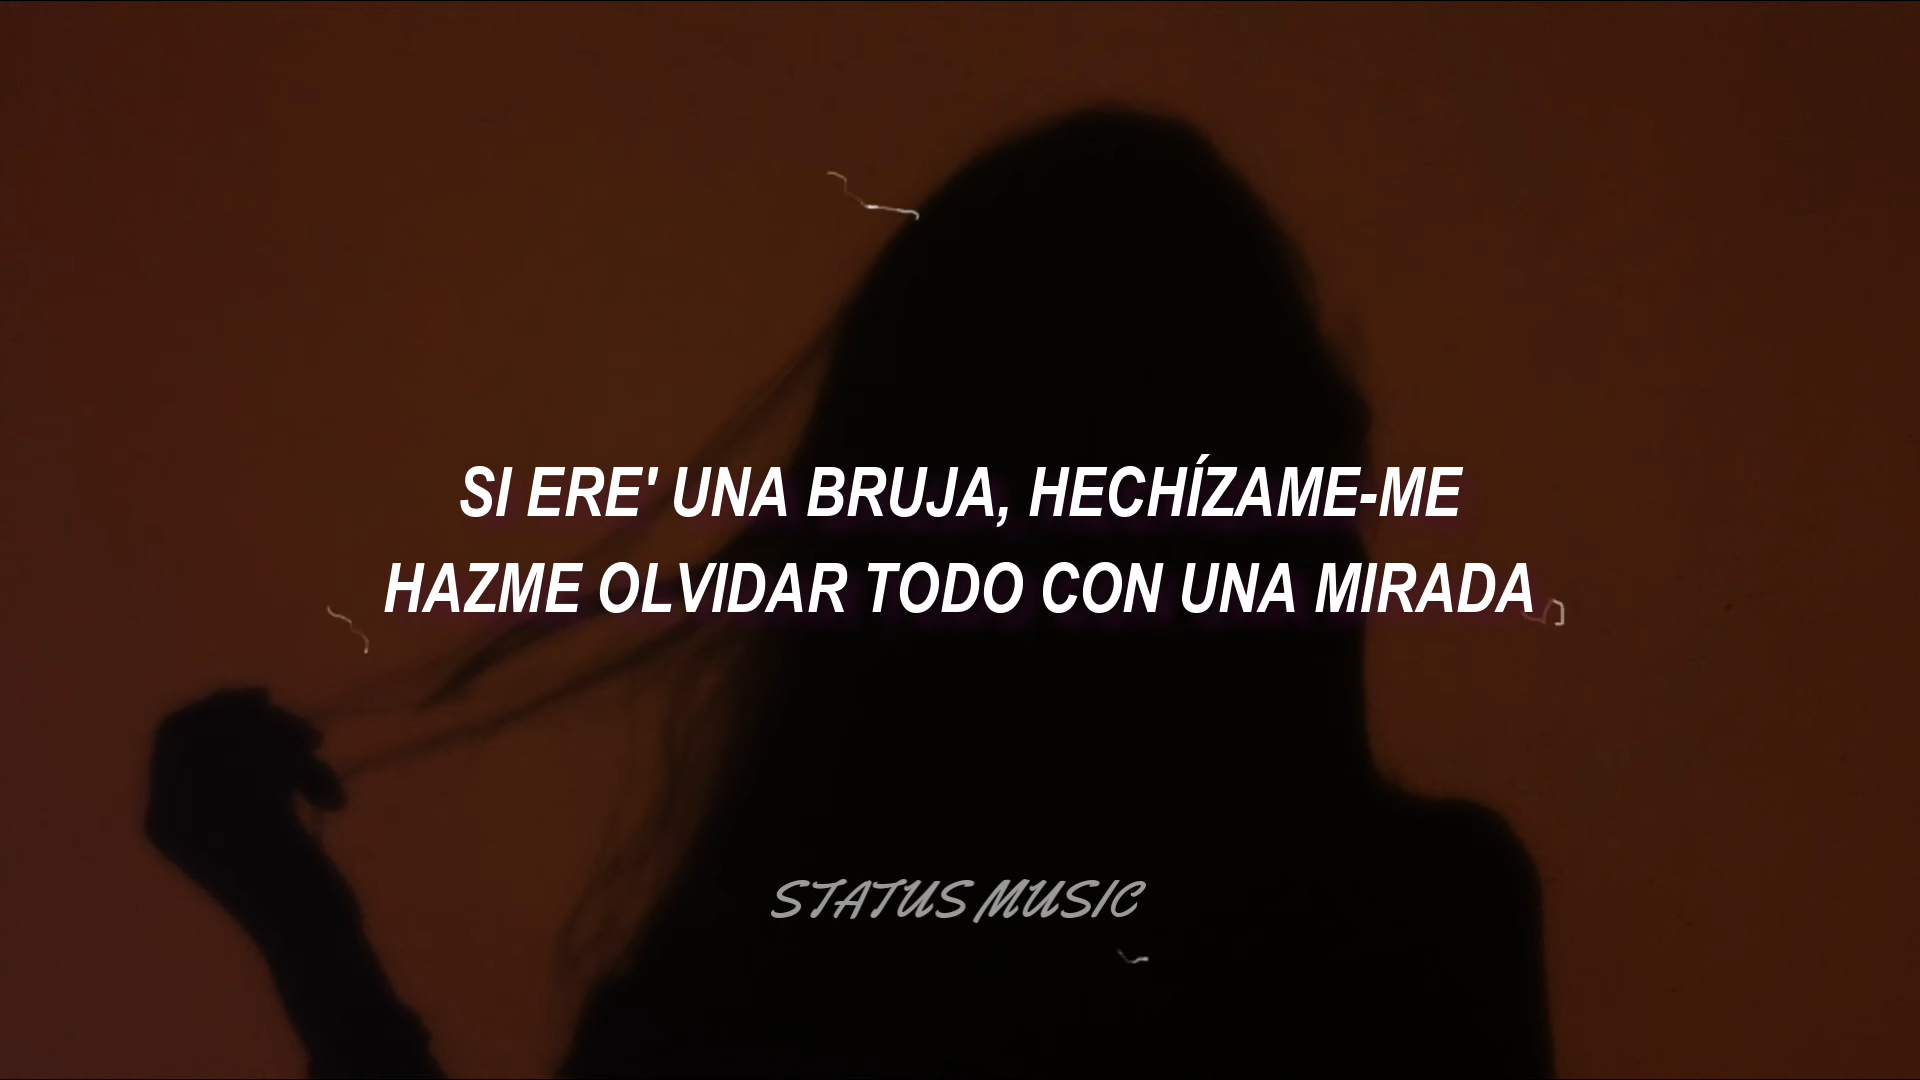 SI ERE' UNA BRUJA, HECHÍZAME-ME
HAZME OLVIDAR TODO CON UNA MIRADA
STATUS MUSIC